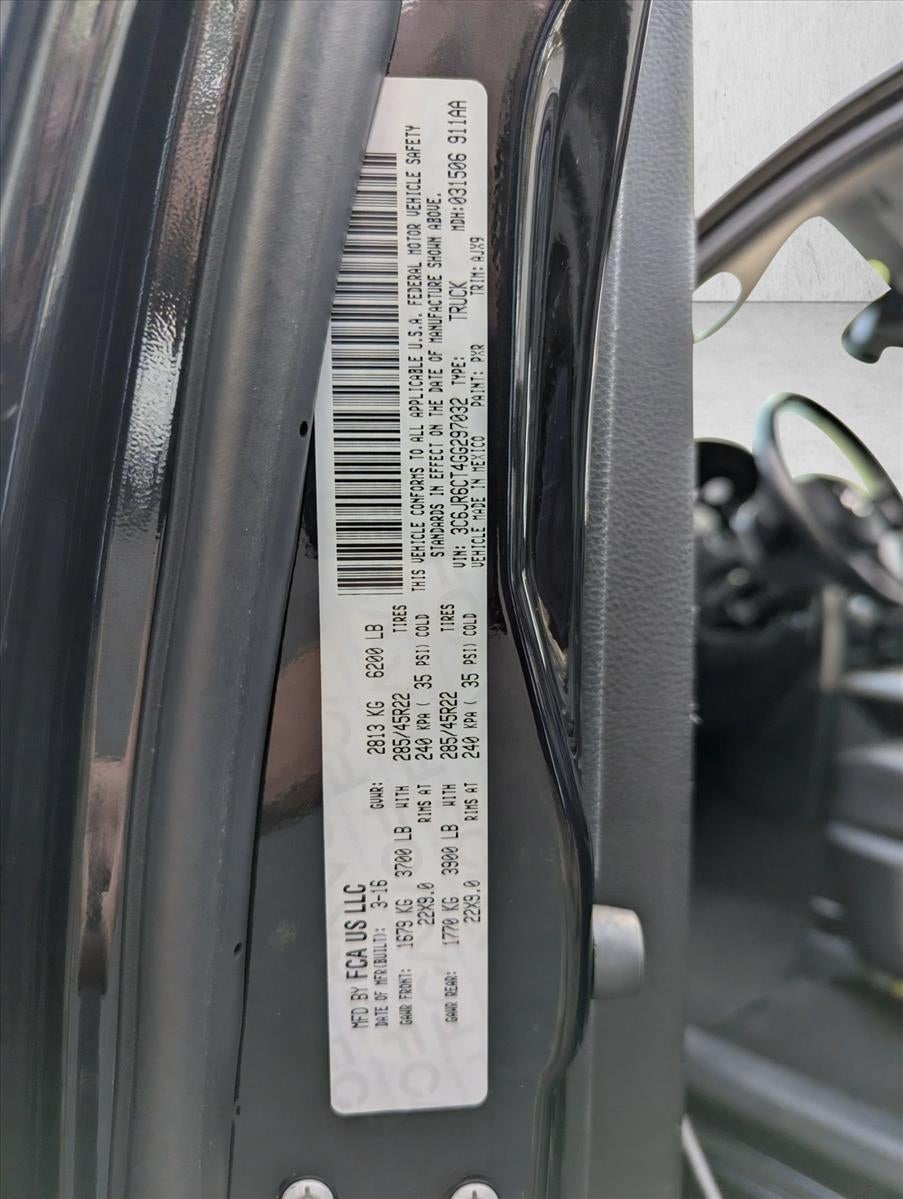 MFD BY FCA US LLC
DATE OF MFR(BUILT): 3-16 GVWR: 2813 KG 6200 LB
GAWR FRONT: 1679 KG 3700 LB WITH 285/45R22 TIRES
22X9.0 RIMS AT 240 KPA ( 35 PSI) COLD
GAWR REAR: 1770 KG 3900 LB WITH 285/45R22 TIRES
22X9.0 RIMS AT 240 KPA ( 35 PSI) COLD
THIS VEHICLE CONFORMS TO ALL APPLICABLE U.S.A. FEDERAL MOTOR VEHICLE SAFETY
STANDARDS IN EFFECT ON THE DATE OF MANUFACTURE SHOWN ABOVE.
VIN: 3C6JR6CT4GG297032 TYPE: TRUCK MDH:031506 911AA
VEHICLE MADE IN MEXICO PAINT: PXR TRIM: AJX9